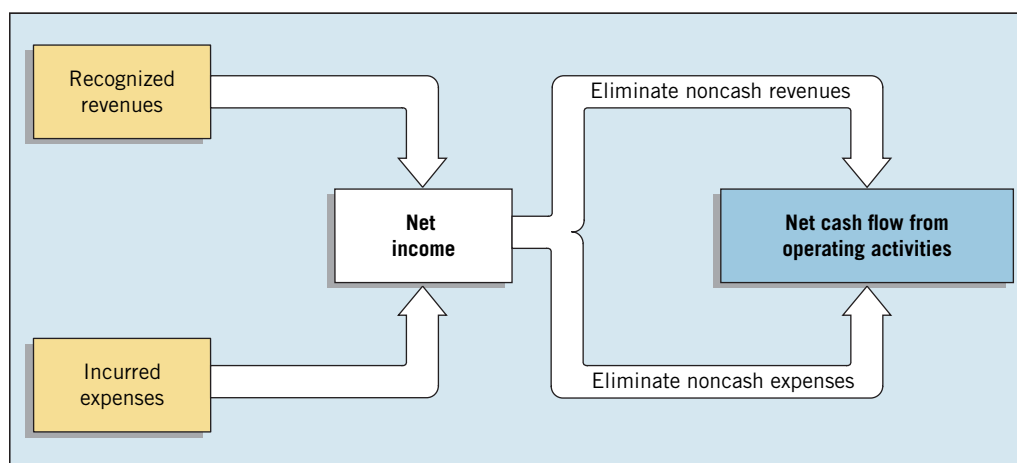 Recognized
revenues
Eliminate noncash revenues
Net
income
Net cash flow from
operating activities
Incurred
expenses
Eliminate noncash expenses